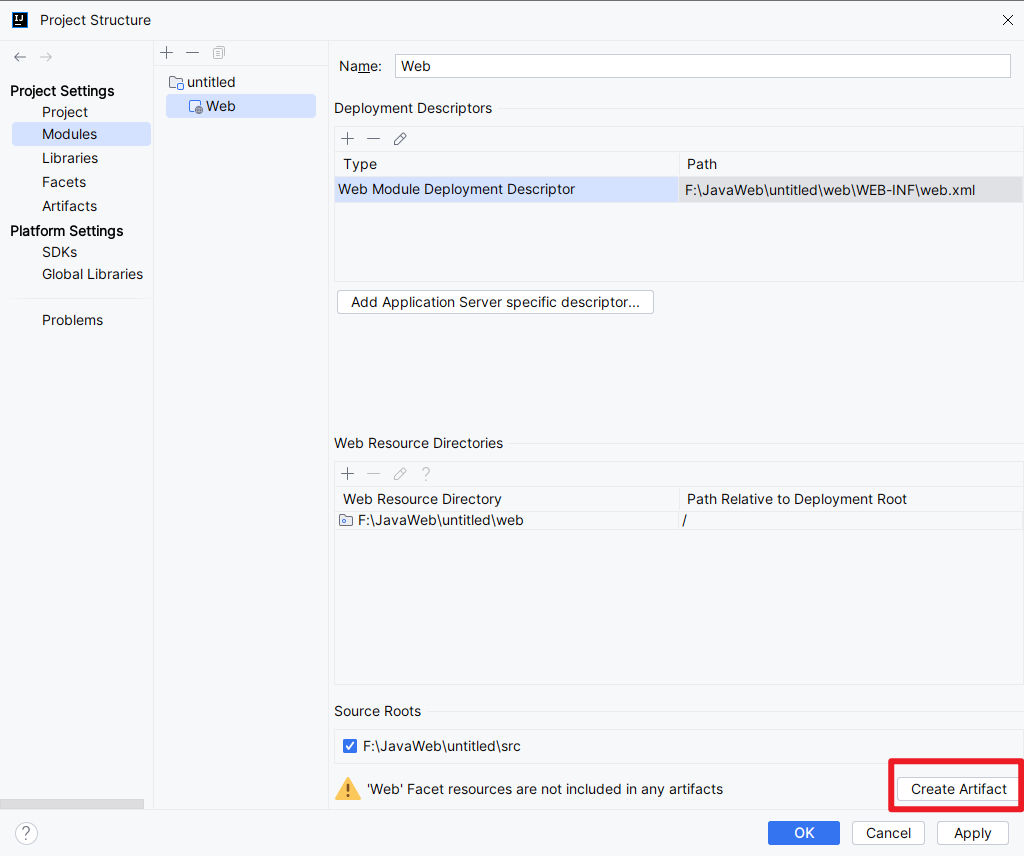 Project Structure
Project Settings
Project
Modules
Libraries
Facets
Artifacts
Platform Settings
SDKs
Global Libraries
Problems
untitled
Web
Name: Web
Deployment Descriptors
Type Path
Web Module Deployment Descriptor F:\JavaWeb\untitled\web\WEB-INF\web.xml
Add Application Server specific descriptor...
Web Resource Directories
?
Web Resource Directory Path Relative to Deployment Root
F:\JavaWeb\untitled\web /
Source Roots
F:\JavaWeb\untitled\src
'Web' Facet resources are not included in any artifacts Create Artifact
? OK Cancel Apply